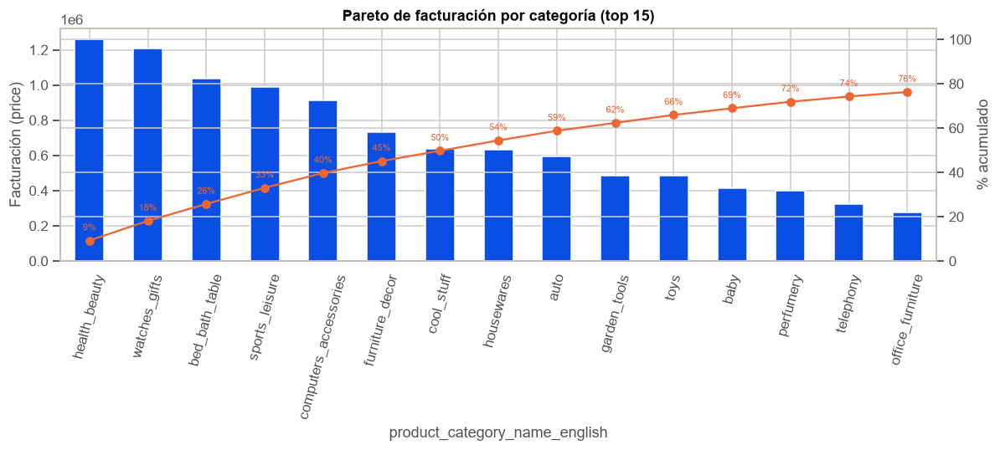 Pareto de facturación por categoría (top 15)
1e6
Facturación (price)
1.2
1.0
0.8
0.6
0.4
0.2
0.0
100
80
60
40
20
0
% acumulado
9%
18%
26%
33%
40%
45%
50%
54%
59%
62%
66%
69%
72%
74%
76%
health_beauty
watches_gifts
bed_bath_table
sports_leisure
computers_accessories
furniture_decor
cool_stuff
housewares
auto
garden_tools
toys
baby
perfumery
telephony
office_furniture
product_category_name_english